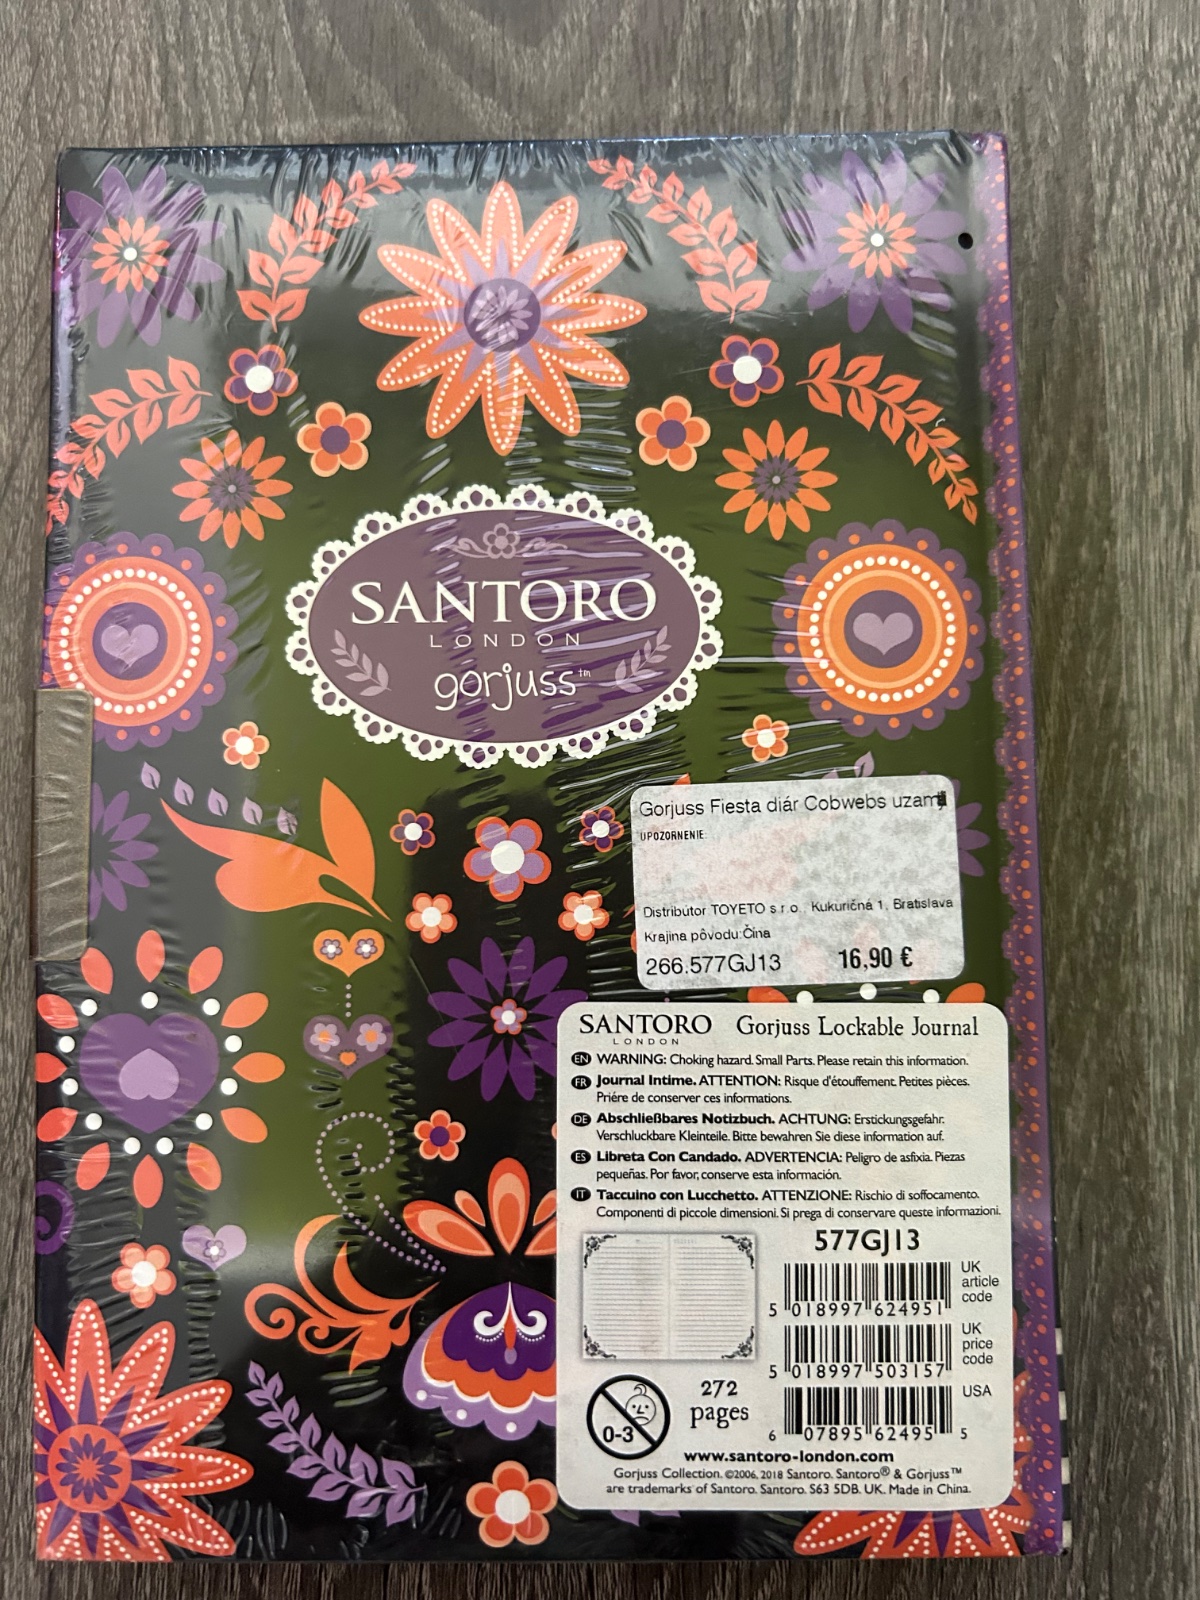 SANTORO
LONDON
gorjuss™
Gorjuss Fiesta diár Cobwebs
UPOZORNENIE:
Distribútor TOYETO s.r.o., Kukuričná 1, Bratislava
Krajina pôvodu:Čína
266.577GJ13 16,90 €
SANTORO Gorjuss Lockable Journal
LONDON
EN WARNING: Choking hazard. Small Parts. Please retain this information.
FR Journal Intime. ATTENTION: Risque d'étouffement. Petites pièces.
Priére de conserver ces informations.
DE Abschließbares Notizbuch. ACHTUNG: Erstickungsgefahr.
Verschluckbare Kleinteile. Bitte bewahren Sie diese information auf.
ES Libreta Con Candado. ADVERTENCIA: Peligro de asfixia. Piezas
pequeñas. Por favor, conserve esta información.
IT Taccuino con Lucchetto. ATTENZIONE: Rischio di soffocamento.
Componenti di piccole dimensioni. Si prega di conservare queste informazioni.
577GJ13
UK
article
code
5 018997 624951
UK
price
code
5 018997 503157
USA
6 07895 62495 5
0-3
272
pages
www.santoro-london.com
Gorjuss Collection. ©2006, 2018 Santoro. Santoro® & Gorjuss™
are trademarks of Santoro. Santoro. S63 5DB. UK. Made in China.